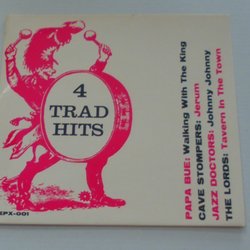 4
TRAD
HITS
EPX-001
PAPA BUE: Walking With The King
CAVE STOMPERS: Jerum
JAZZ DOCTORS: Johnny Johnny
THE LORDS: Tavern In The Town